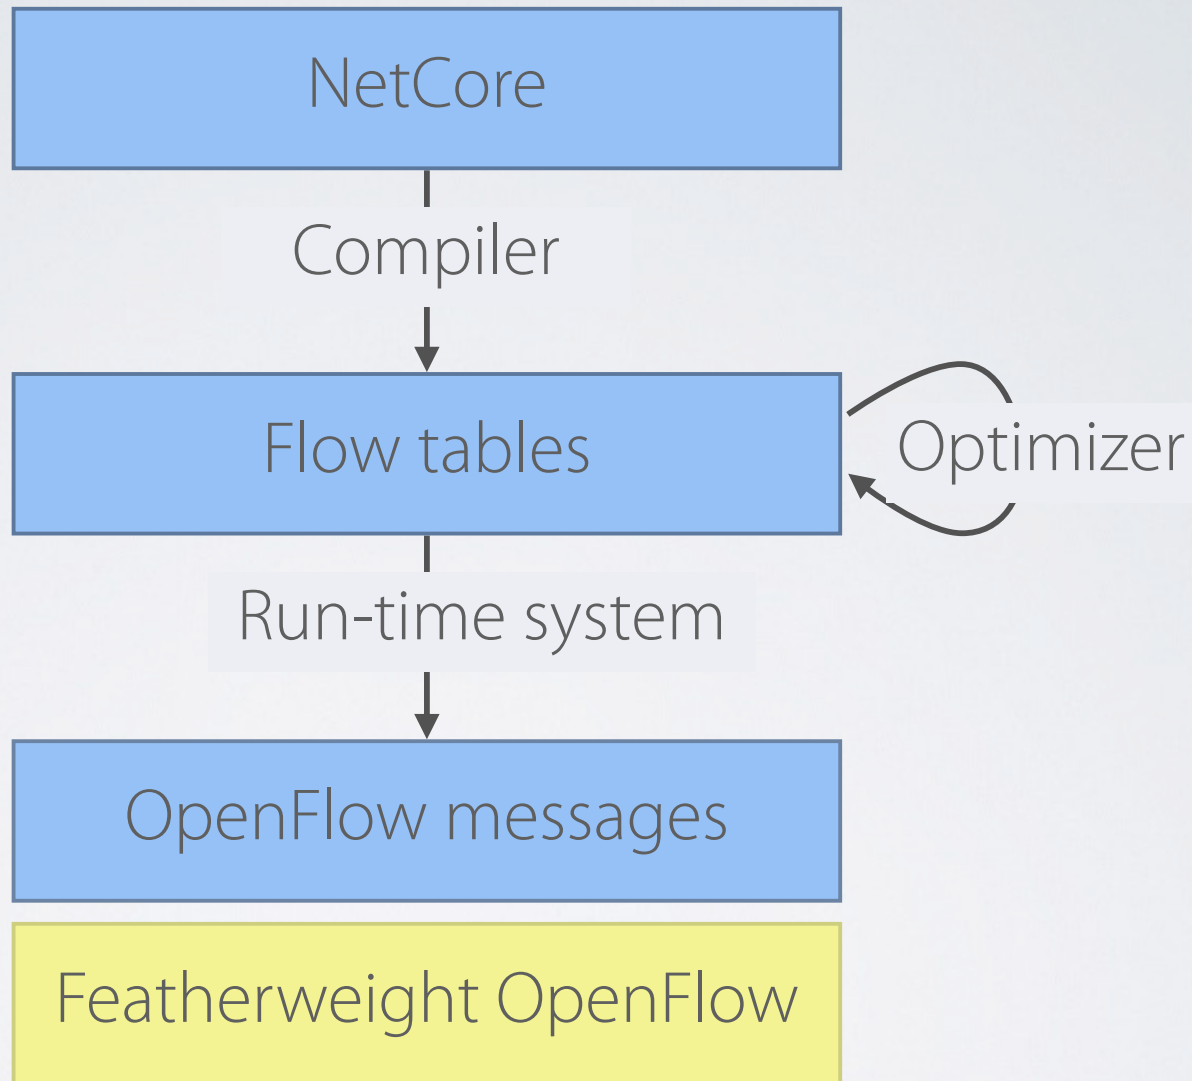 NetCore
Compiler
Flow tables
Optimizer
Run-time system
OpenFlow messages
Featherweight OpenFlow